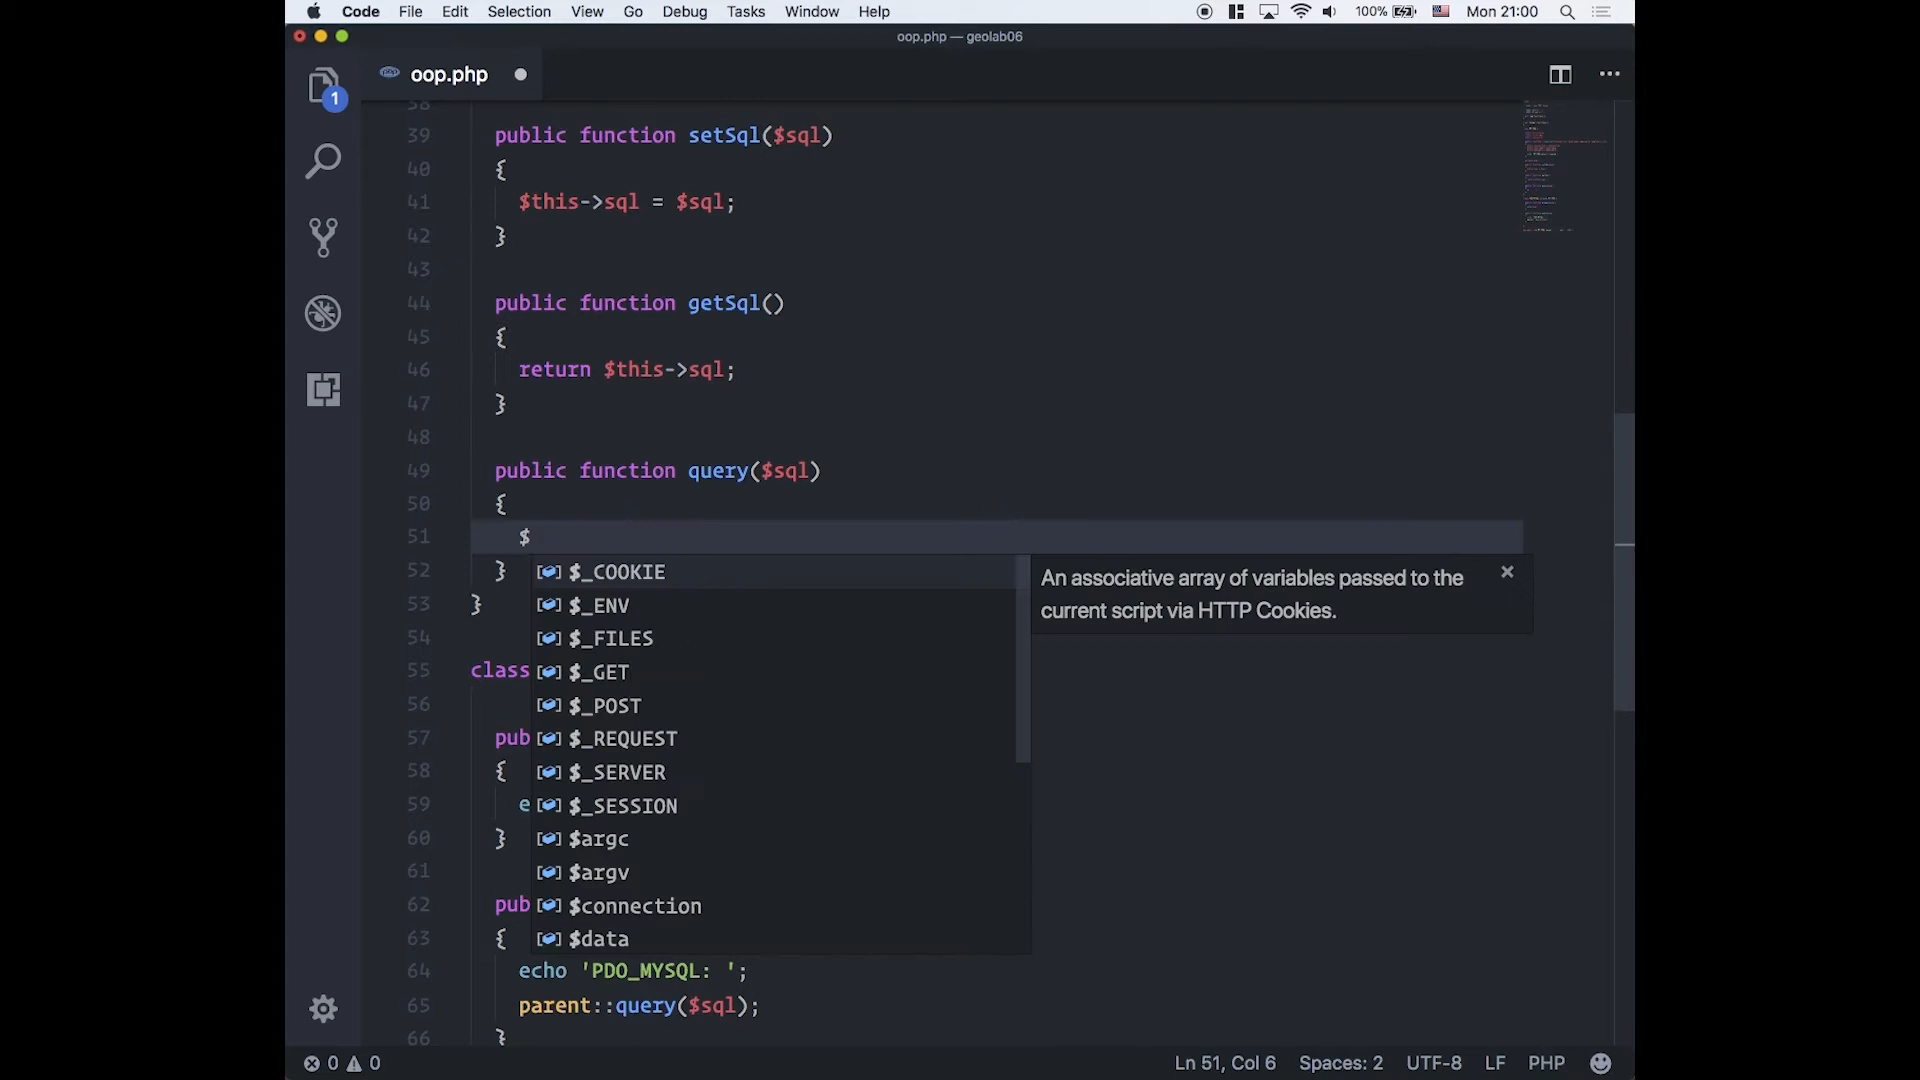 Code File Edit Selection View Go Debug Tasks Window Help 100% Mon 21:00
oop.php — geolab06
php oop.php
1
38
39 public function setSql($sql)
40 {
41 $this->sql = $sql;
42 }
43
44 public function getSql()
45 {
46 return $this->sql;
47 }
48
49 public function query($sql)
50 {
51 $
52 } $_COOKIE
An associative array of variables passed to the
current script via HTTP Cookies.
53 } $_ENV
54 $_FILES
55 class $_GET
56 $_POST
57 pub $_REQUEST
58 { $_SERVER
59 e $_SESSION
60 } $argc
61 $argv
62 pub $connection
63 { $data
64 echo 'PDO_MYSQL: ';
65 parent::query($sql);
66 }
0 0 Ln 51, Col 6 Spaces: 2 UTF-8 LF PHP